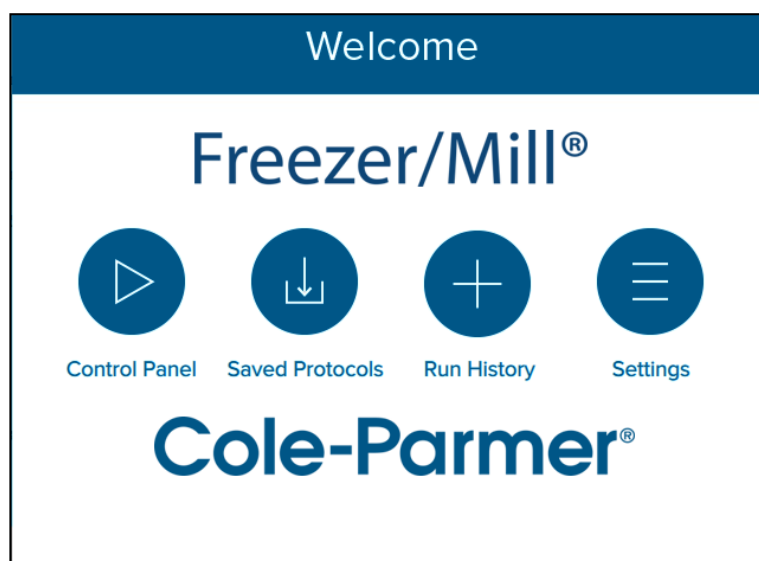 Welcome
Freezer/Mill®
Control Panel Saved Protocols Run History Settings
Cole-Parmer®